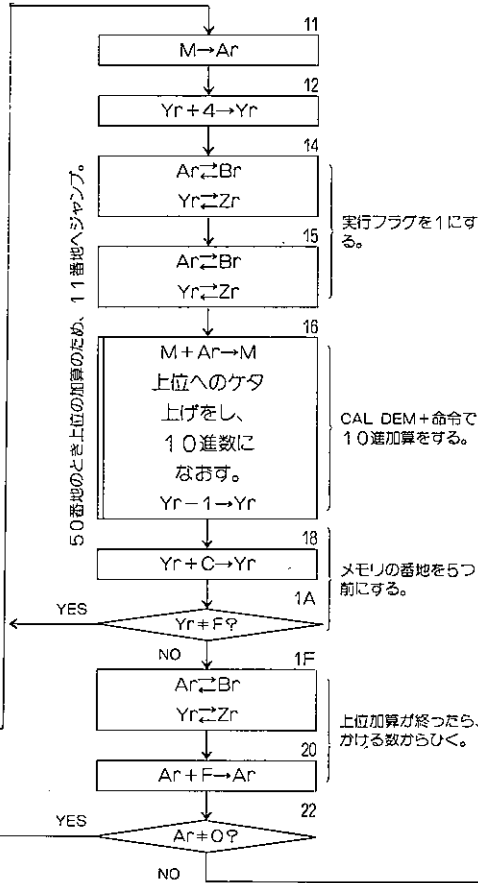 11
M→Ar
12
Yr+4→Yr
14
Ar⇄Br
Yr⇄Zr
15
Ar⇄Br
Yr⇄Zr
実行フラグを1にす
る。
16
M+Ar→M
上位へのケタ
上げをし、
10進数に
なおす。
Yr-1→Yr
CAL DEM+命令で
10進加算をする。
18
Yr+C→Yr
メモリの番地を5つ
前にする。
1A
Yr≠F?
YES
NO
50番地のとき上位の加算のため、11番地へジャンプ。
1F
Ar⇄Br
Yr⇄Zr
上位加算が終ったら、
かける数からひく。
20
Ar+F→Ar
22
Ar≠0?
YES
NO